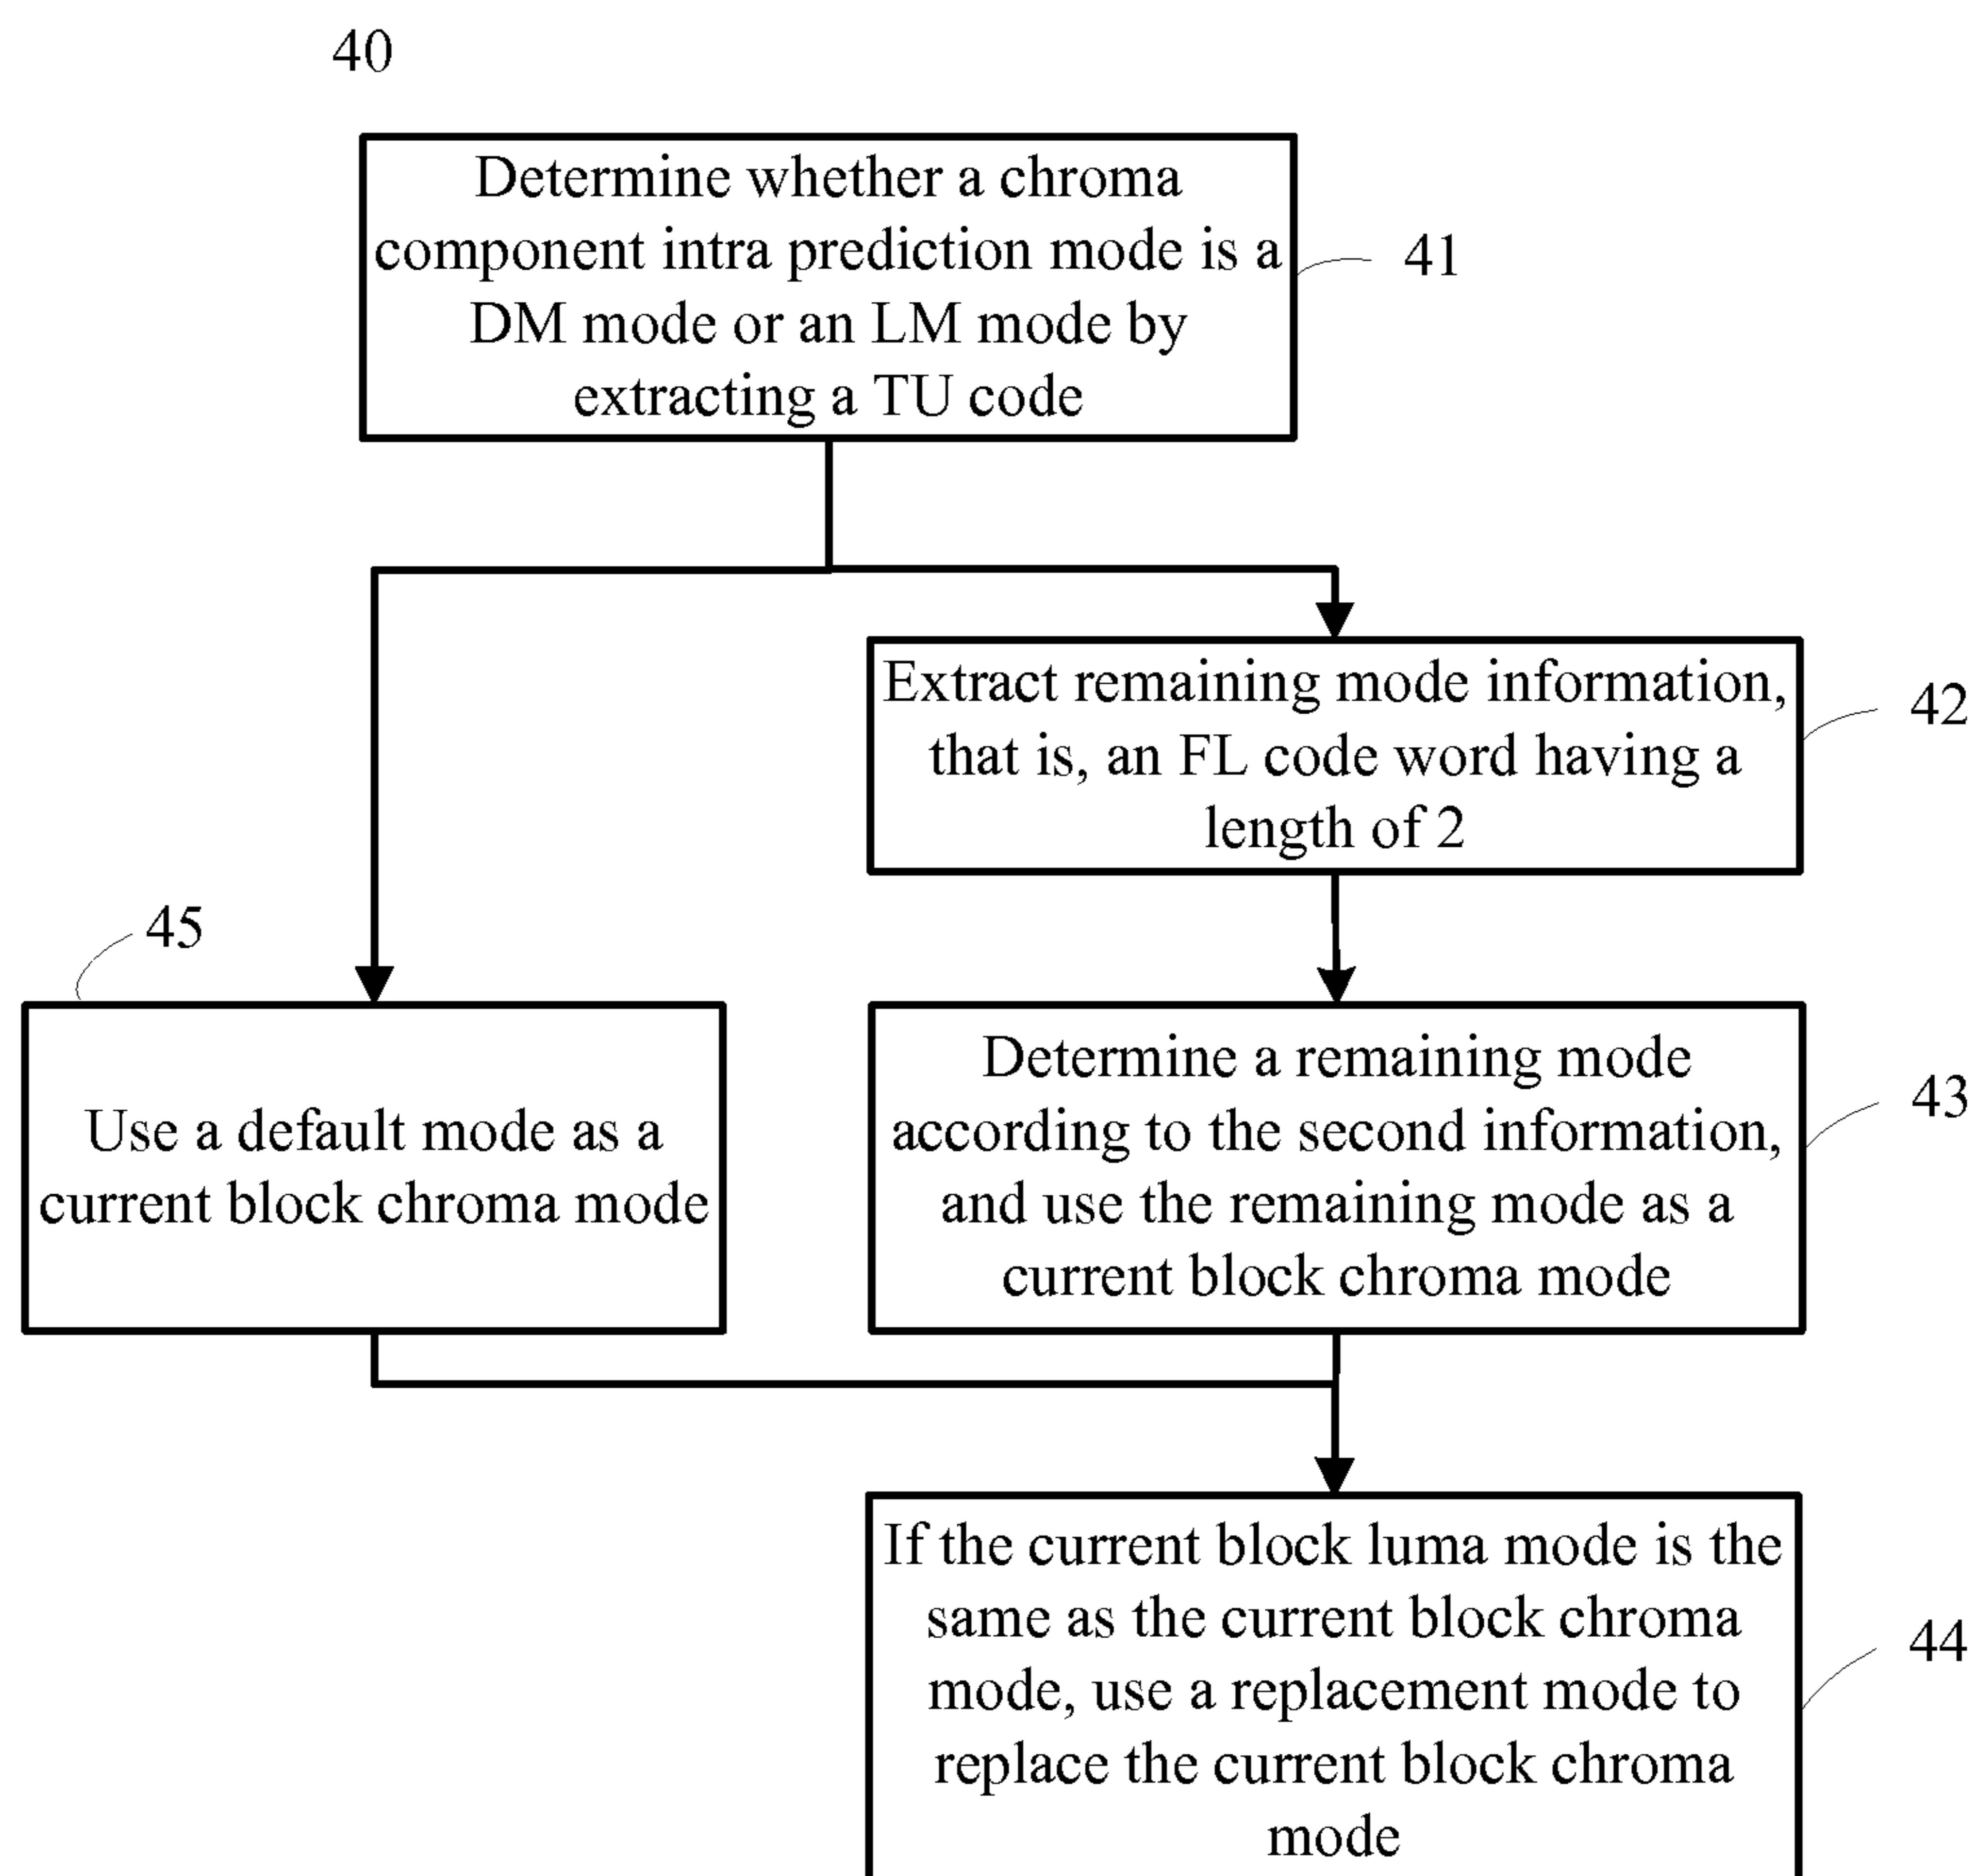 40
Determine whether a chroma
component intra prediction mode is a
DM mode or an LM mode by
extracting a TU code
41
Extract remaining mode information,
that is, an FL code word having a
length of 2
42
45
Use a default mode as a
current block chroma mode
Determine a remaining mode
according to the second information,
and use the remaining mode as a
current block chroma mode
43
If the current block luma mode is the
same as the current block chroma
mode, use a replacement mode to
replace the current block chroma
mode
44